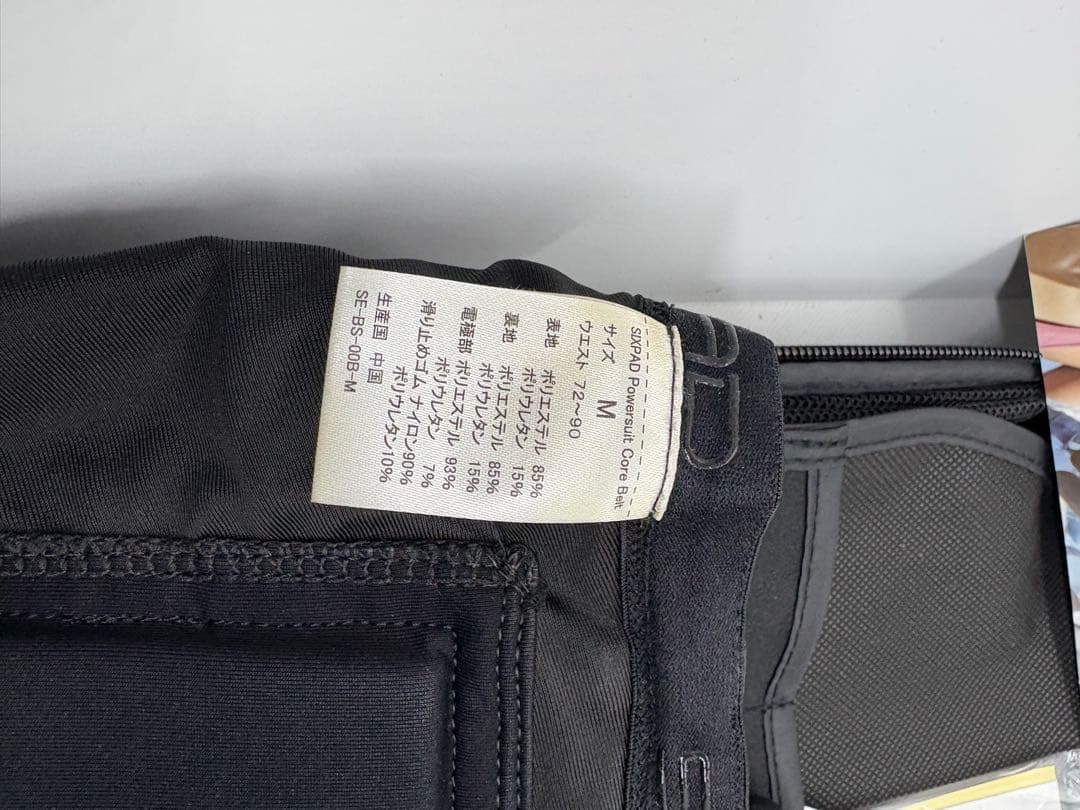 SIXPAD Powersuit Core Belt
サイズ M
ウエスト 72～90
表地 ポリエステル 85%
ポリウレタン 15%
裏地 ポリエステル 85%
ポリウレタン 15%
電極部 ポリエステル 93%
ポリウレタン 7%
滑り止めゴム ナイロン90%
ポリウレタン10%
生産国 中国
SE-BS-00B-M